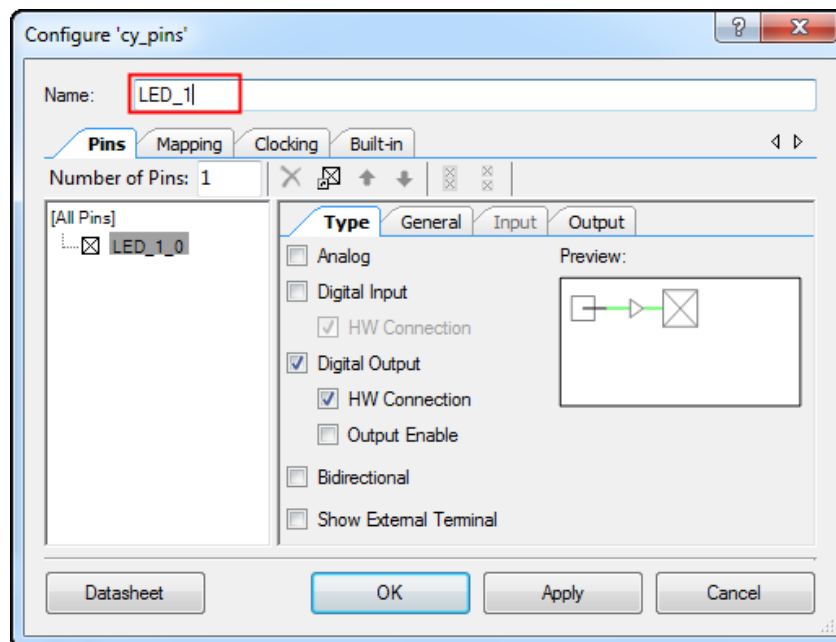 Configure 'cy_pins'
?
Name: LED_1
Pins Mapping Clocking Built-in
Number of Pins: 1
[All Pins]
LED_1_0
Type General Input Output
Analog
Preview:
Digital Input
HW Connection
Digital Output
HW Connection
Output Enable
Bidirectional
Show External Terminal
Datasheet OK Apply Cancel